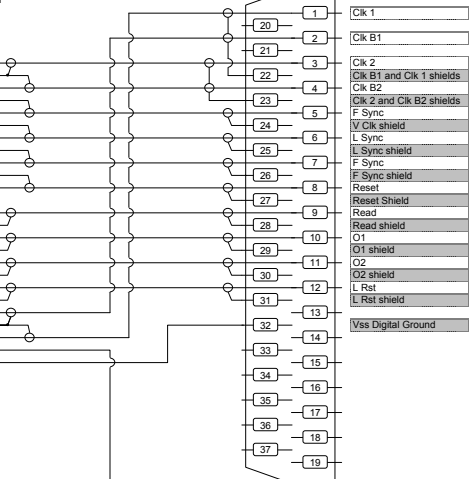 1 Clk 1
20
2 Clk B1
21
3 Clk 2
22 Clk B1 and Clk 1 shields
4 Clk B2
23 Clk 2 and Clk B2 shields
5 F Sync
24 V Clk shield
6 L Sync
25 L Sync shield
7 F Sync
26 F Sync shield
8 Reset
27 Reset Shield
9 Read
28 Read shield
10 O1
29 O1 shield
11 O2
30 O2 shield
12 L Rst
31 L Rst shield
13
32 Vss Digital Ground
14
33
15
34
16
35
17
36
18
37
19